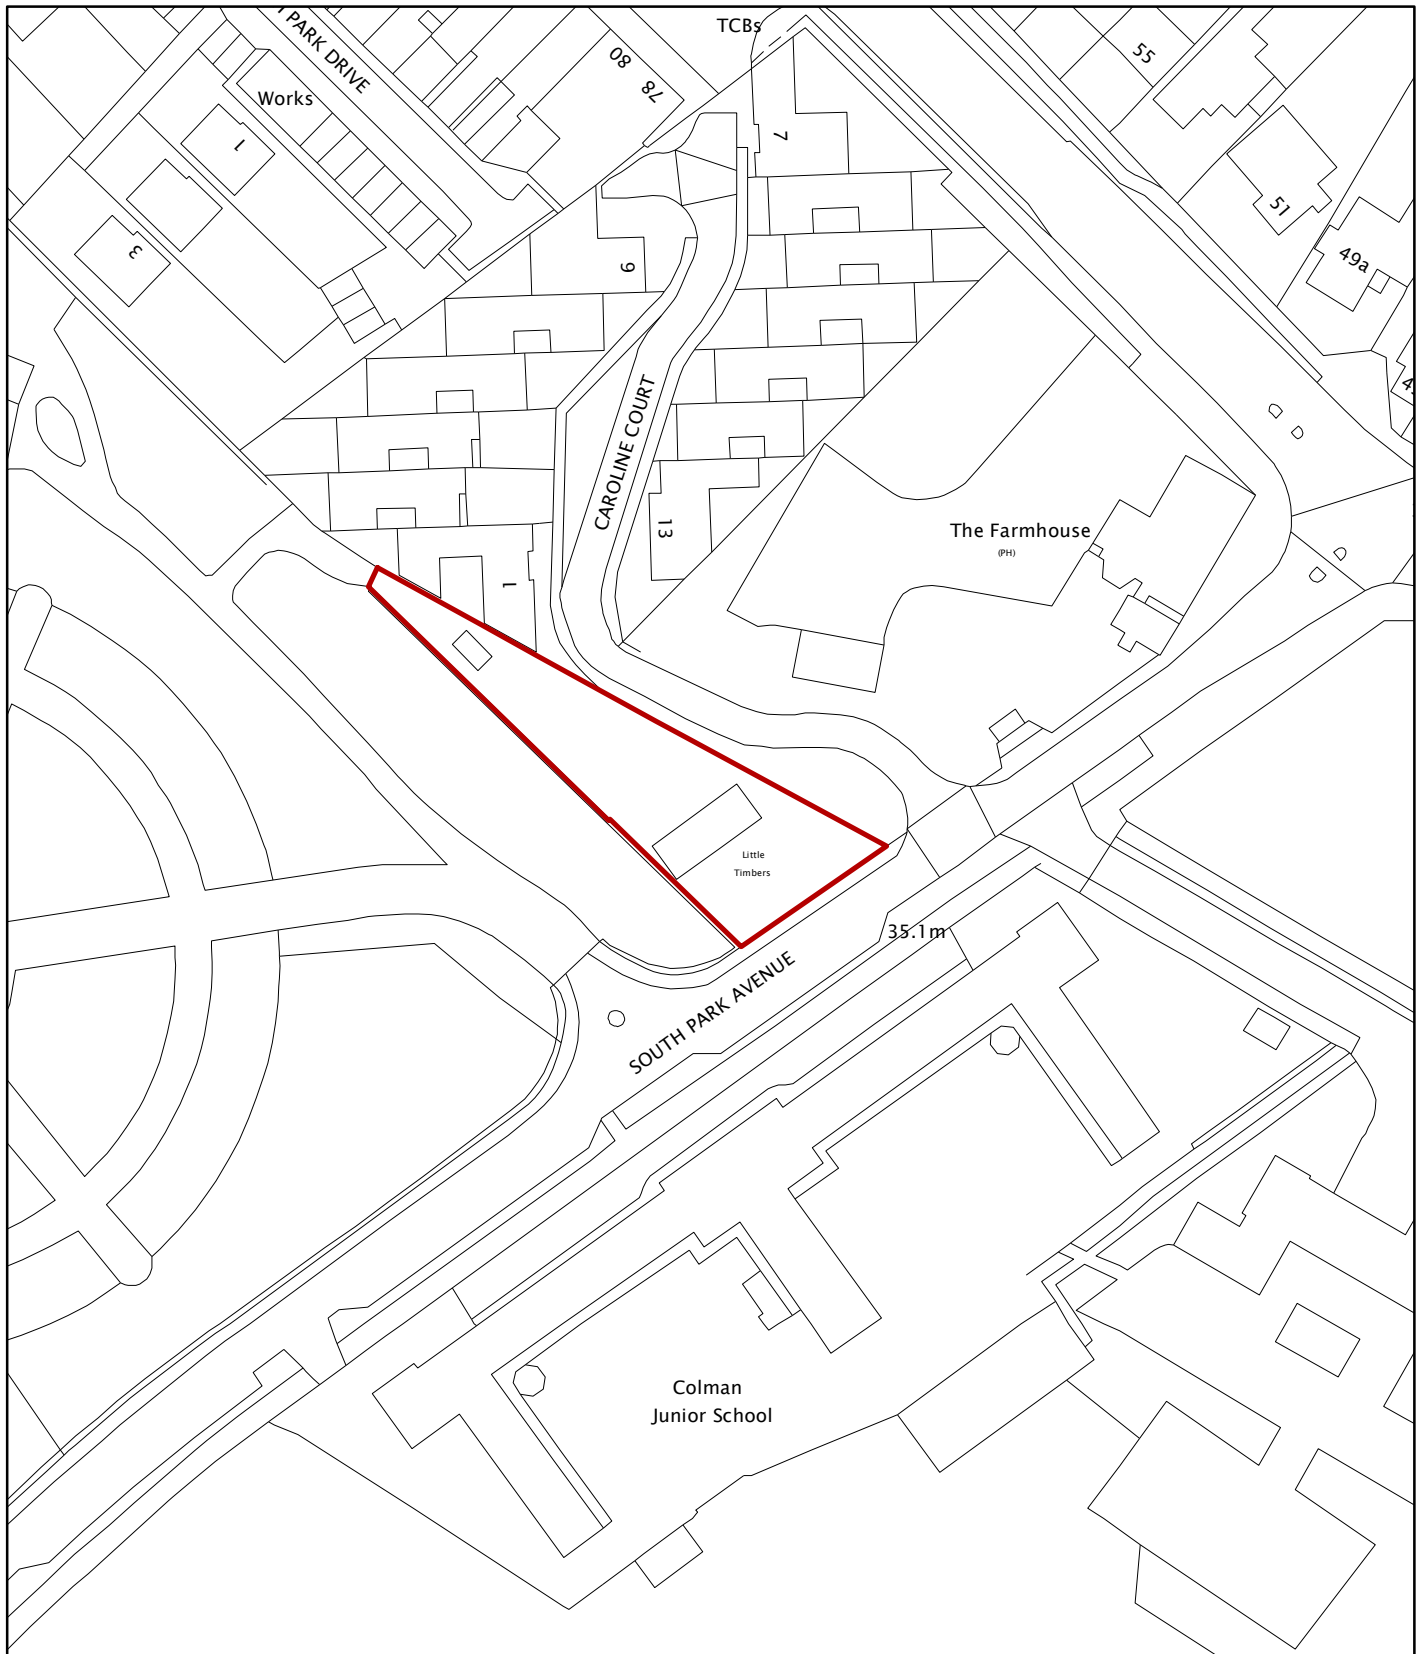 TCBs
H PARK DRIVE
Works
80
78
55
7
1
51
3
9
49a
CAROLINE COURT
The Farmhouse
(PH)
13
1
Little
Timbers
35.1m
SOUTH PARK AVENUE
Colman
Junior School